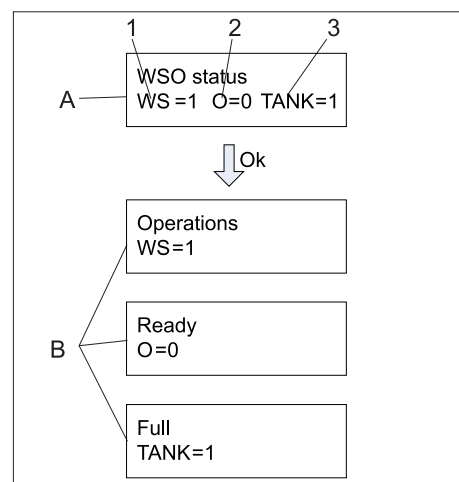 1 2 3
WSO status
A
WS =1 O=0 TANK=1
Ok
Operations
WS=1
Ready
O=0
B
Full
TANK=1